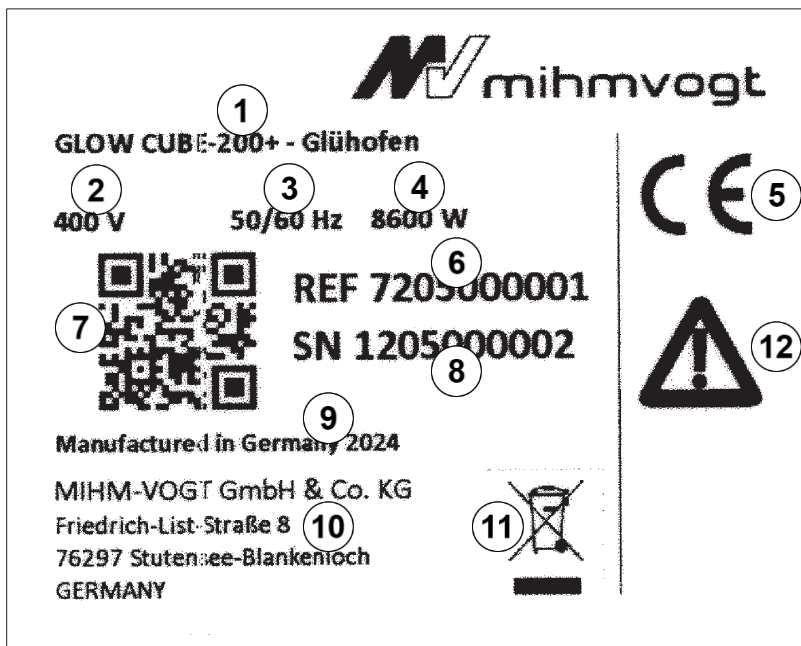 mihmvogt
1
GLOW CUBE-200+ - Glühofen
2 3 4 5
400 V 50/60 Hz 8600 W
CE
6
REF 7205000001
7
SN 1205000002
8
12
9
Manufactured in Germany 2024
MIHM-VOGT GmbH & Co. KG
Friedrich-List-Straße 8 10 11
76297 Stutensee-Blankenloch
GERMANY